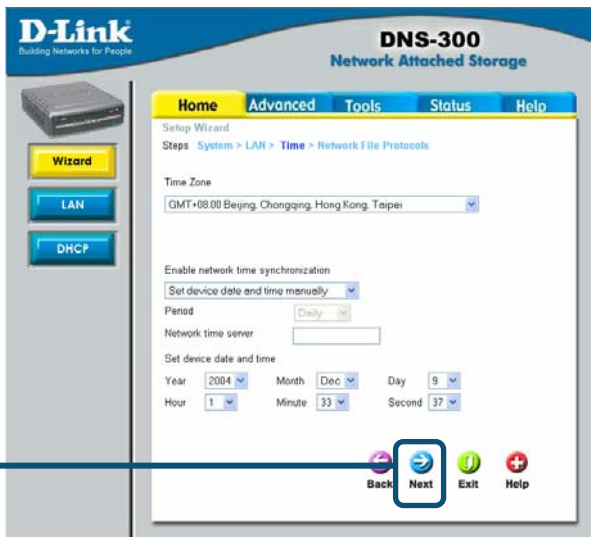 D-Link
Building Networks for People
DNS-300
Network Attached Storage
Home Advanced Tools Status Help
Setup Wizard
Steps System > LAN > Time > Network File Protocols
Wizard
LAN
DHCP
Time Zone
GMT+08:00 Beijing. Chongqing. Hong Kong. Taipei
Enable network time synchronization
Set device date and time manually
Period Daily
Network time server
Set device date and time
Year 2004 Month Dec Day 9
Hour 1 Minute 33 Second 37
Back Next Exit Help